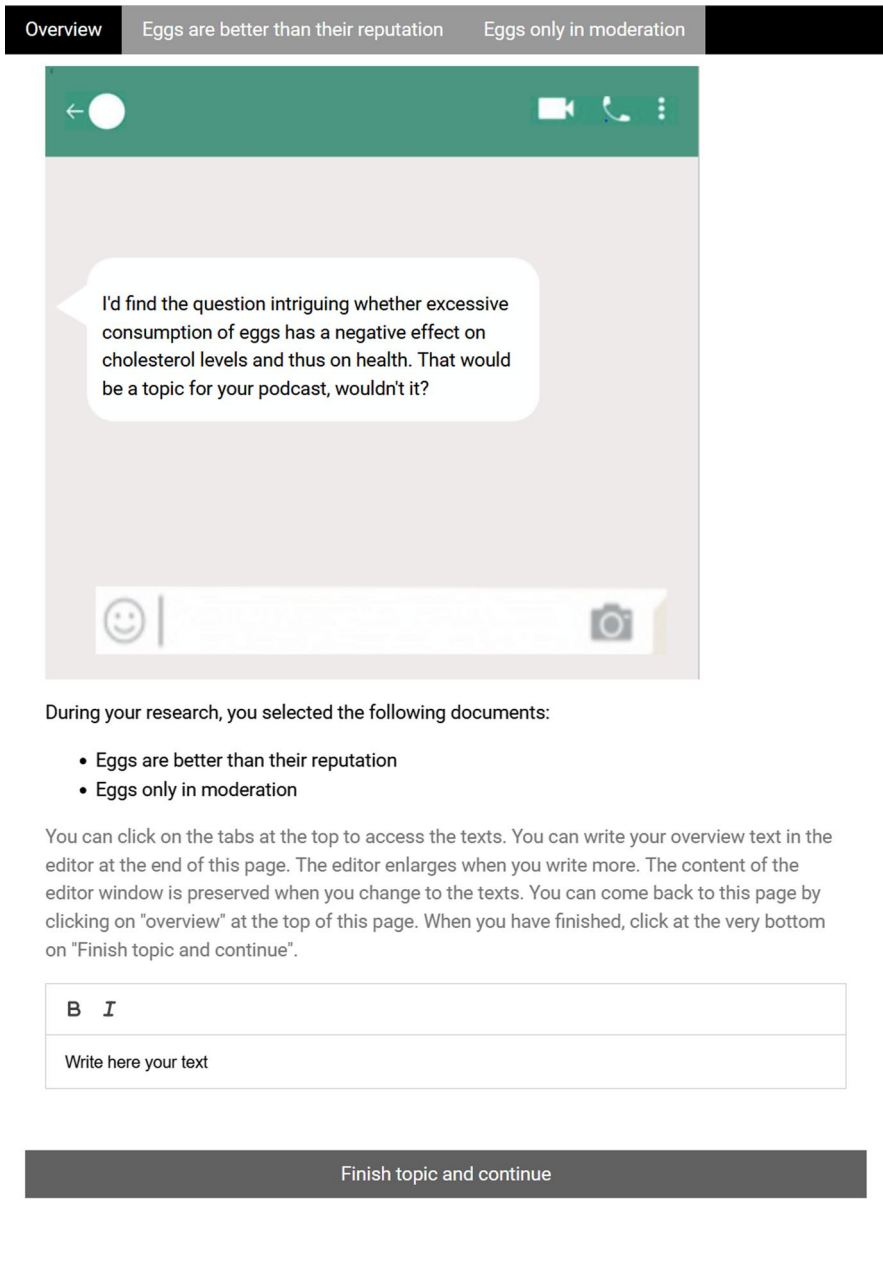 Overview
Eggs are better than their reputation
Eggs only in moderation
I'd find the question intriguing whether excessive
consumption of eggs has a negative effect on
cholesterol levels and thus on health. That would
be a topic for your podcast, wouldn't it?
During your research, you selected the following documents:
• Eggs are better than their reputation
• Eggs only in moderation
You can click on the tabs at the top to access the texts. You can write your overview text in the
editor at the end of this page. The editor enlarges when you write more. The content of the
editor window is preserved when you change to the texts. You can come back to this page by
clicking on "overview" at the top of this page. When you have finished, click at the very bottom
on "Finish topic and continue".
B I
Write here your text
Finish topic and continue